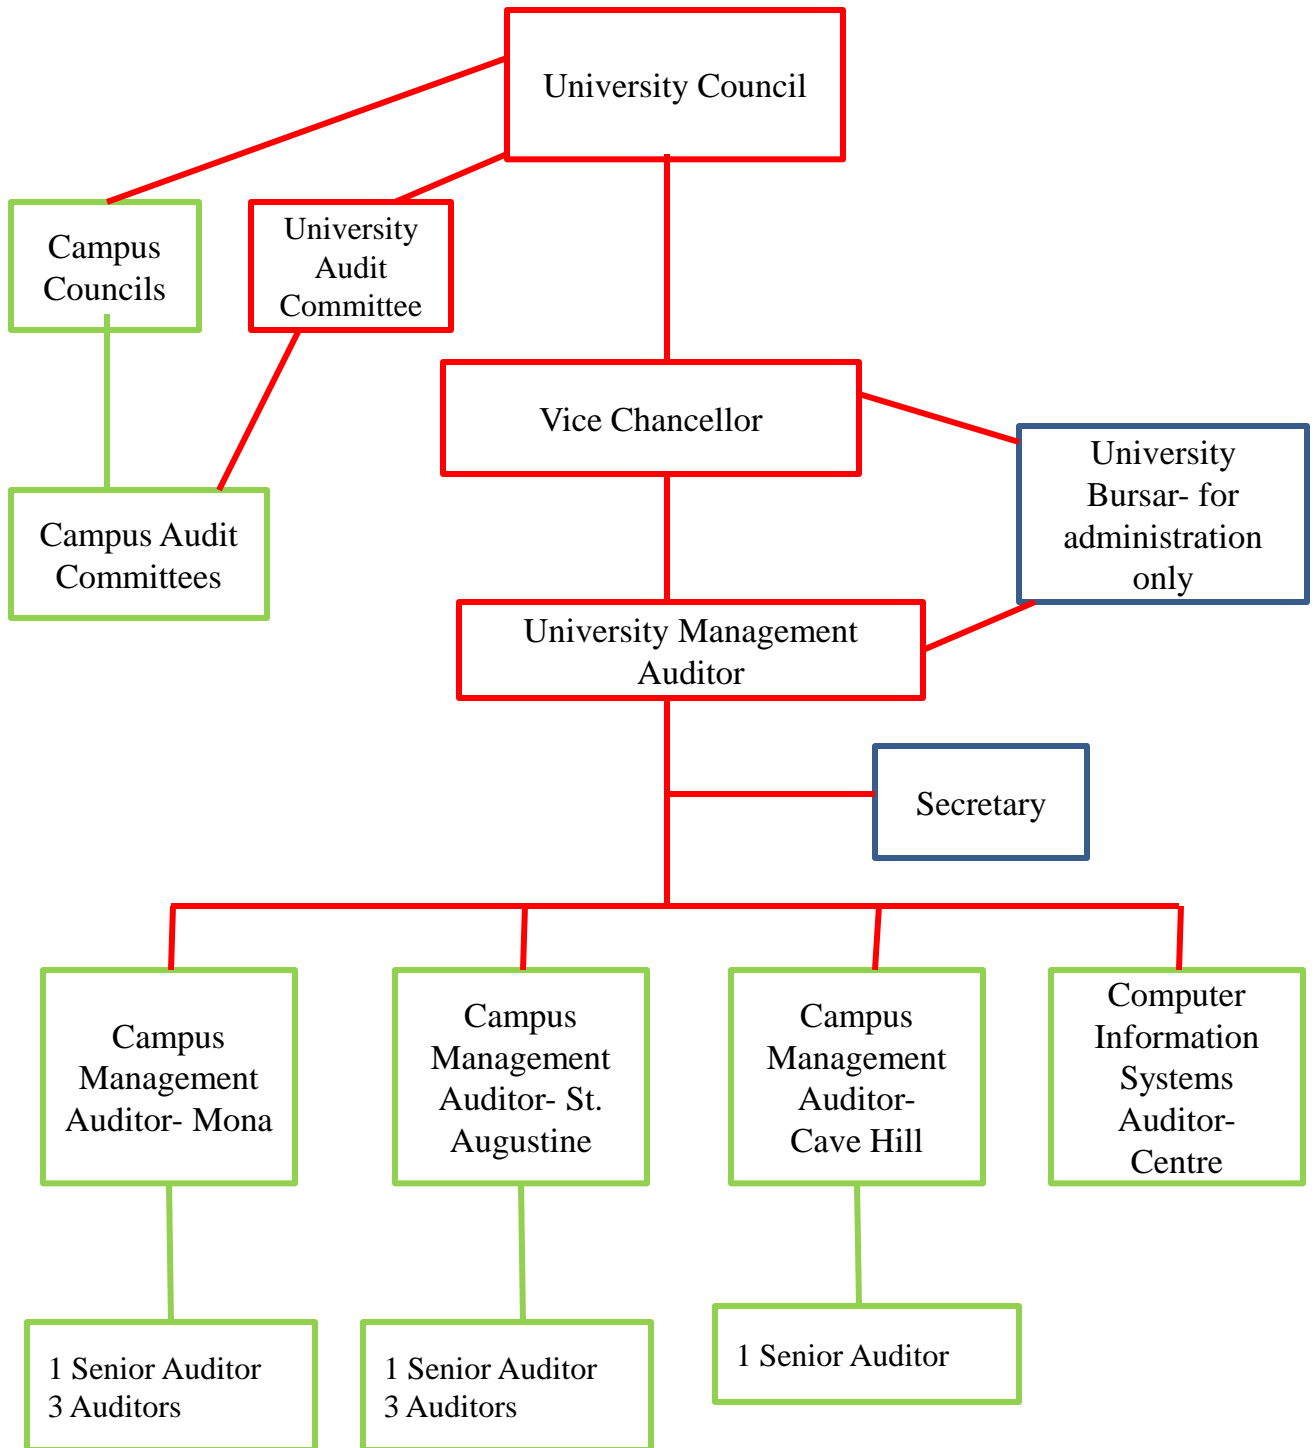 University Council
Campus
Councils
University
Audit
Committee
Vice Chancellor
University
Bursar- for
administration
only
Campus Audit
Committees
University Management
Auditor
Secretary
Campus
Management
Auditor- Mona
Campus
Management
Auditor- St.
Augustine
Campus
Management
Auditor-
Cave Hill
Computer
Information
Systems
Auditor-
Centre
1 Senior Auditor
3 Auditors
1 Senior Auditor
3 Auditors
1 Senior Auditor